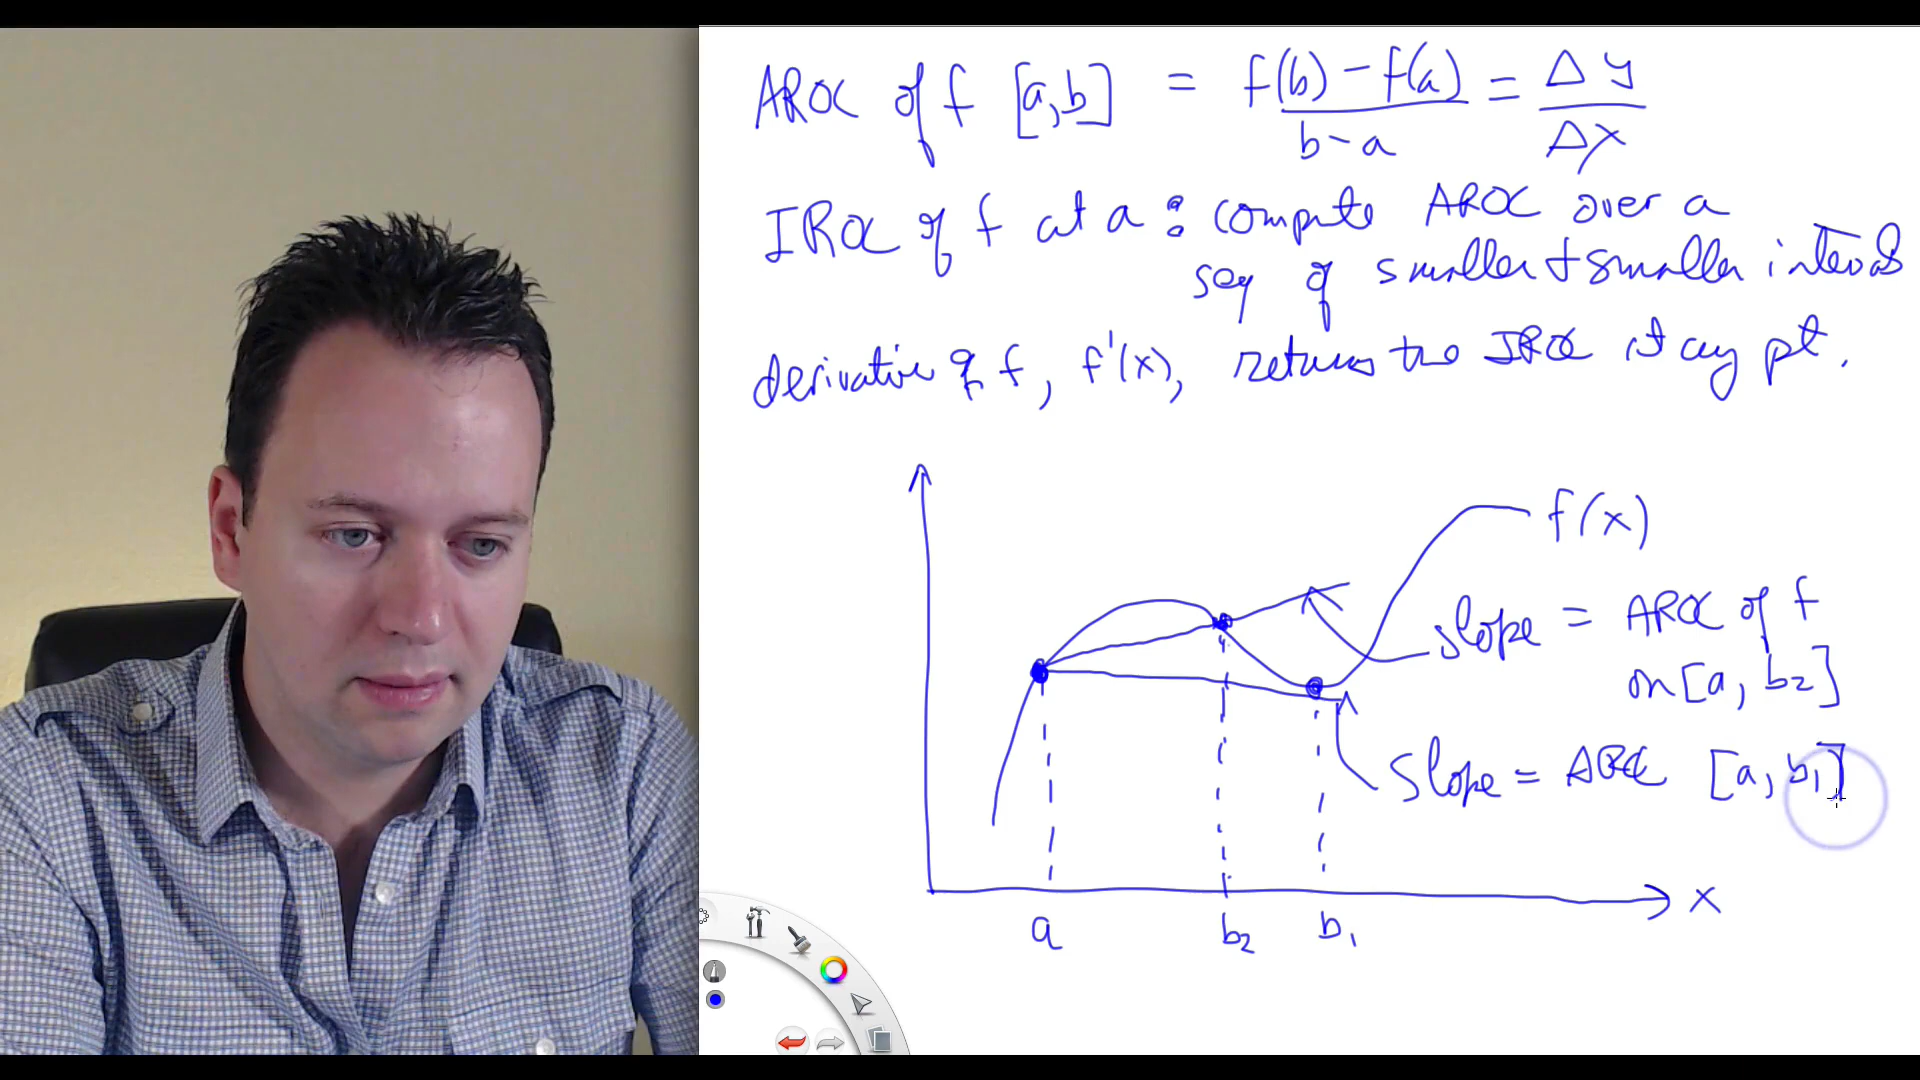 AROC of f [a,b] = f(b) - f(a) / b - a = Δy / Δx
IROC of f at a : compute AROC over a
seq of smaller + smaller intervals
derivative of f, f'(x), returns the IROC at any pt.
f(x)
slope = AROC of f
on [a, b2]
slope = AROC [a, b1]
x
a b2 b1